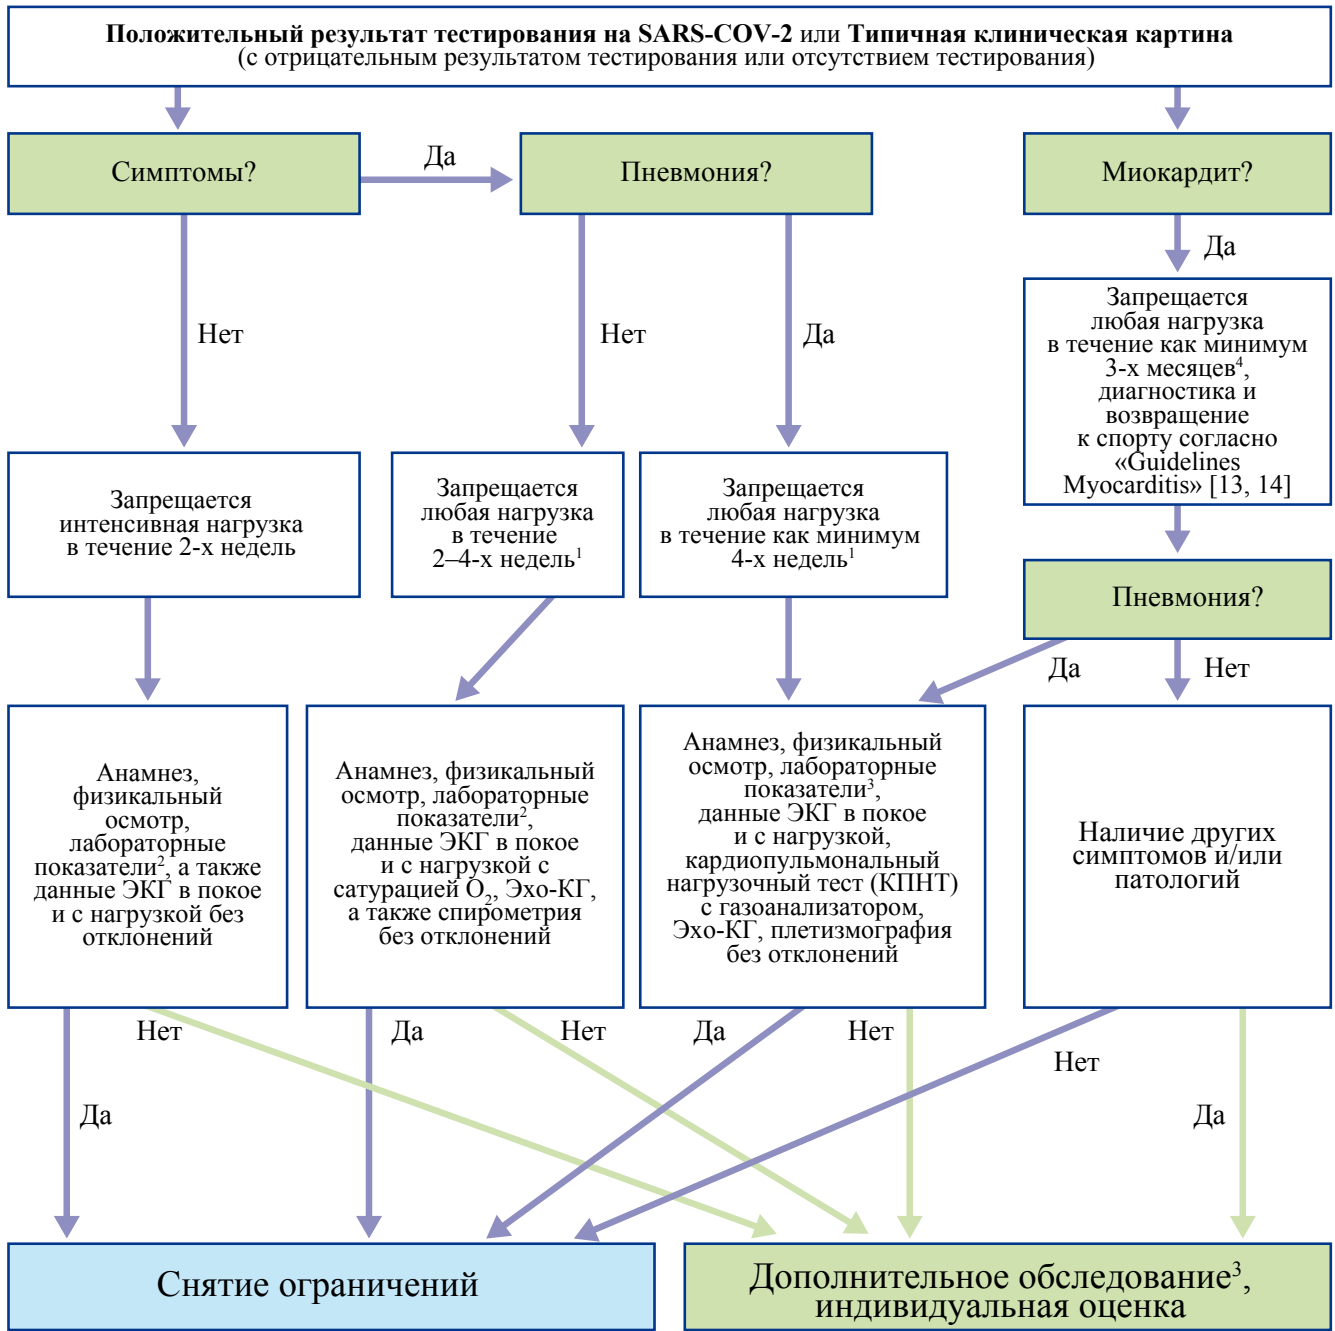 Положительный результат тестирования на SARS-COV-2 или Типичная клиническая картина
(с отрицательным результатом тестирования или отсутствием тестирования)
Симптомы?
Да
Пневмония?
Миокардит?
Да
Нет
Нет
Да
Запрещается
любая нагрузка
в течение как минимум
3-х месяцев⁴,
диагностика и
возвращение
к спорту согласно
«Guidelines
Myocarditis» [13, 14]
Запрещается
интенсивная нагрузка
в течение 2-х недель
Запрещается
любая нагрузка
в течение
2–4-х недель¹
Запрещается
любая нагрузка
в течение как минимум
4-х недель¹
Пневмония?
Да
Нет
Анамнез,
физикальный
осмотр,
лабораторные
показатели², а также
данные ЭКГ в покое
и с нагрузкой без
отклонений
Анамнез, физикальный
осмотр, лабораторные
показатели²,
данные ЭКГ в покое
и с нагрузкой с
сатурацией O₂, Эхо-КГ,
а также спирометрия
без отклонений
Анамнез, физикальный
осмотр, лабораторные
показатели³,
данные ЭКГ в покое
и с нагрузкой,
кардиопульмональный
нагрузочный тест (КПНТ)
с газоанализатором,
Эхо-КГ, плетизмография
без отклонений
Наличие других
симптомов и/или
патологий
Да
Нет
Да
Нет
Да
Нет
Нет
Да
Снятие ограничений
Дополнительное обследование³,
индивидуальная оценка